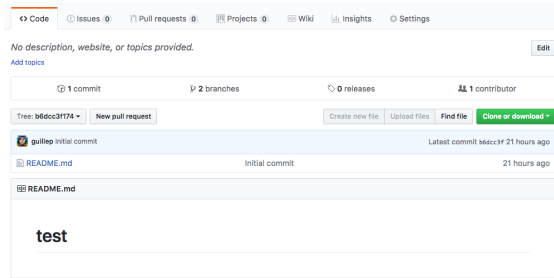 Code Issues 0 Pull requests 0 Projects 0 Wiki Insights Settings
No description, website, or topics provided. Edit
Add topics
1 commit 2 branches 0 releases 1 contributor
Tree: b6dcc3f174 New pull request Create new file Upload files Find file Clone or download
guillep Initial commit Latest commit b6dcc3f 21 hours ago
README.md Initial commit 21 hours ago
README.md
test